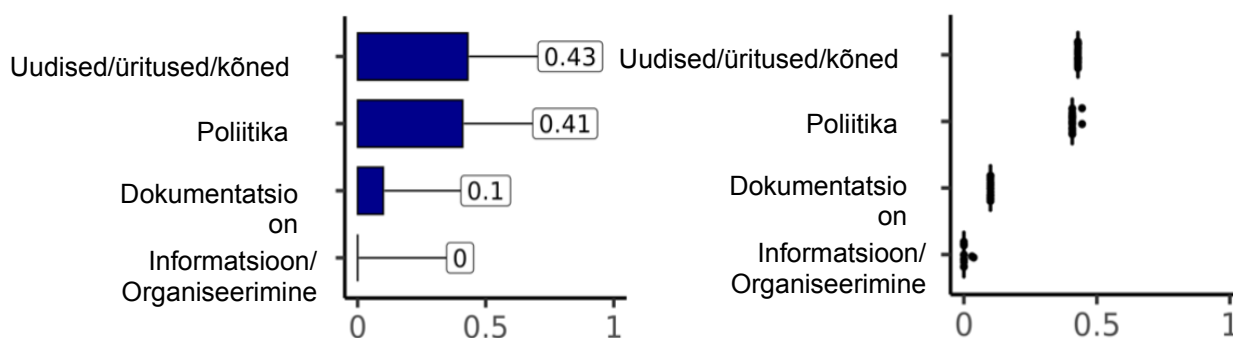 Uudised/üritused/kõned
0.43
Poliitika
0.41
Dokumentatsio
on
0.1
Informatsioon/
Organiseerimine
0
0 0.5 1
Uudised/üritused/kõned
Poliitika
Dokumentatsio
on
Informatsioon/
Organiseerimine
0 0.5 1